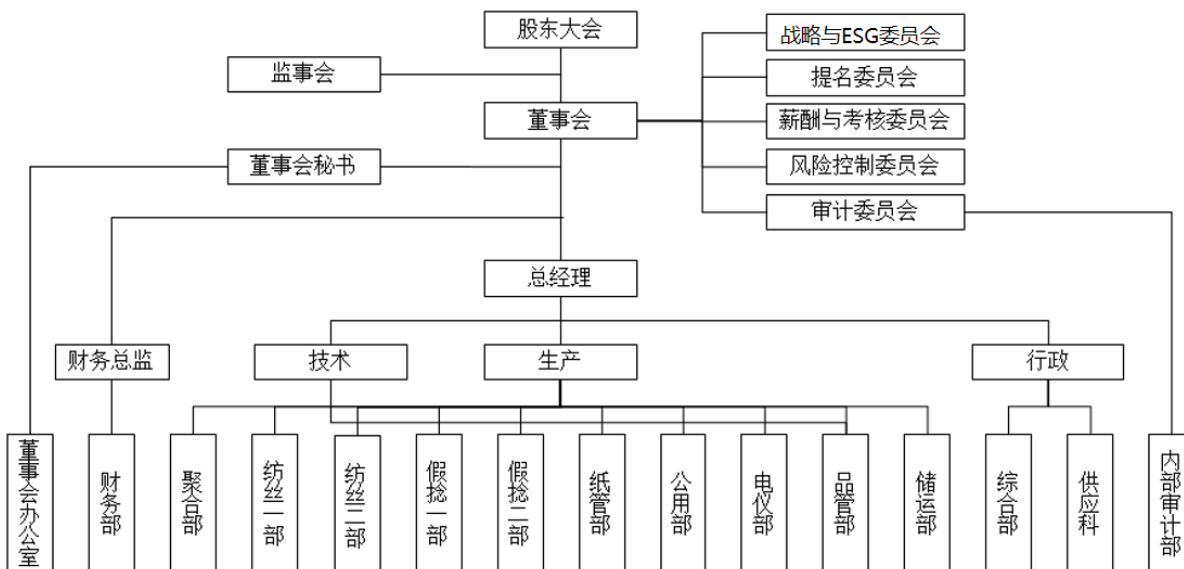 股东大会
战略与ESG委员会
监事会
提名委员会
董事会
薪酬与考核委员会
董事会秘书
风险控制委员会
审计委员会
总经理
财务总监
技术
生产
行政
董事会办公室
财务部
聚合部
纺丝一部
纺丝二部
假捻一部
假捻二部
纸管部
公用部
电仪部
品管部
储运部
综合部
供应科
内部审计部